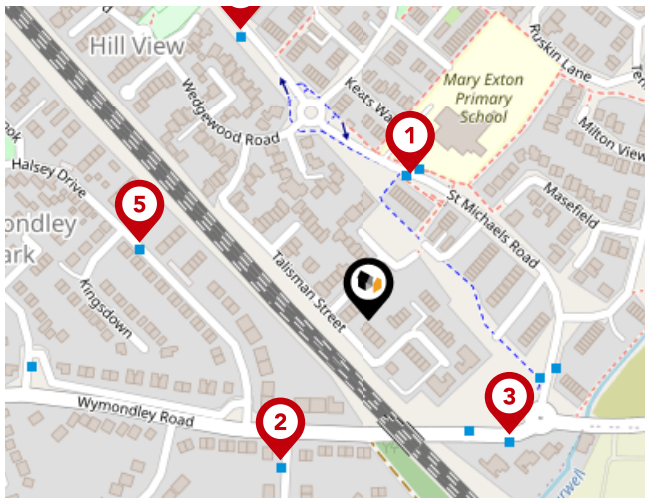 Hill View
Ruskin Lane
Mary Exton
Primary
School
Keats Wa
Wedgewood Road
1
Milton View
Halsey Drive
Masefield
St Michaels Road
5
ondley
ark
Talisman Street
Kingsdown
3
2
Wymondley Road